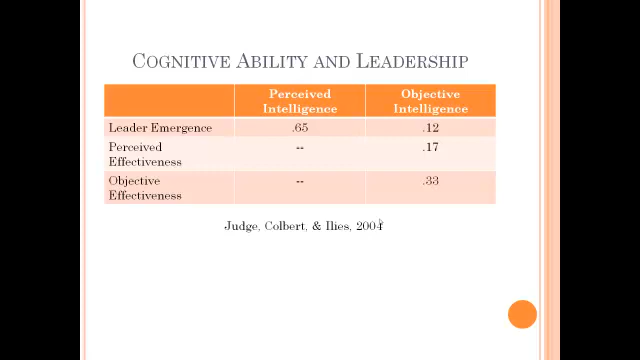 COGNITIVE ABILITY AND LEADERSHIP
Perceived Intelligence Objective Intelligence
Leader Emergence .65 .12
Perceived Effectiveness -- .17
Objective Effectiveness -- .33
Judge, Colbert, & Ilies, 2004